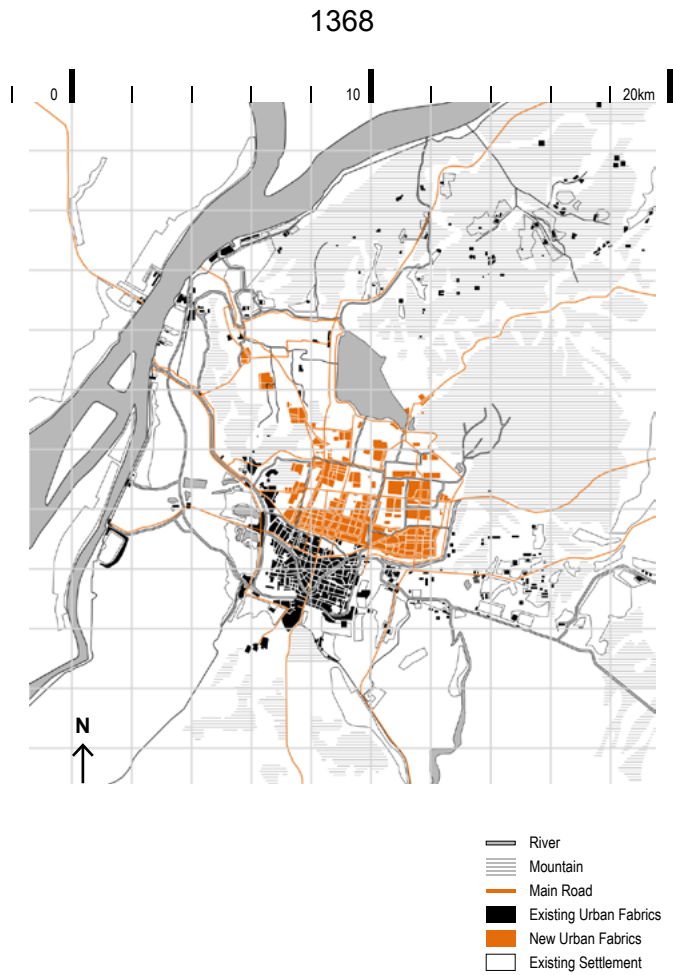 1368
0 10 20km
N
River
Mountain
Main Road
Existing Urban Fabrics
New Urban Fabrics
Existing Settlement